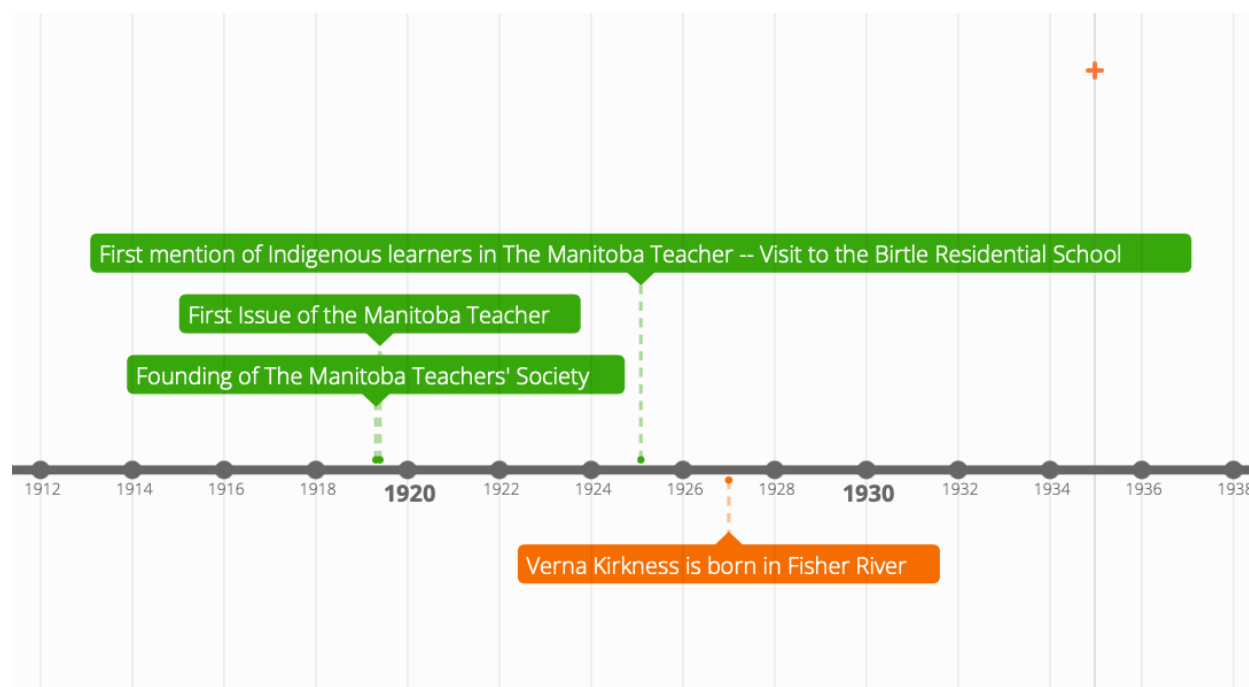 First mention of Indigenous learners in The Manitoba Teacher -- Visit to the Birtle Residential School
First Issue of the Manitoba Teacher
Founding of The Manitoba Teachers' Society
1912 1914 1916 1918 1920 1922 1924 1926 1928 1930 1932 1934 1936 1938
Verna Kirkness is born in Fisher River